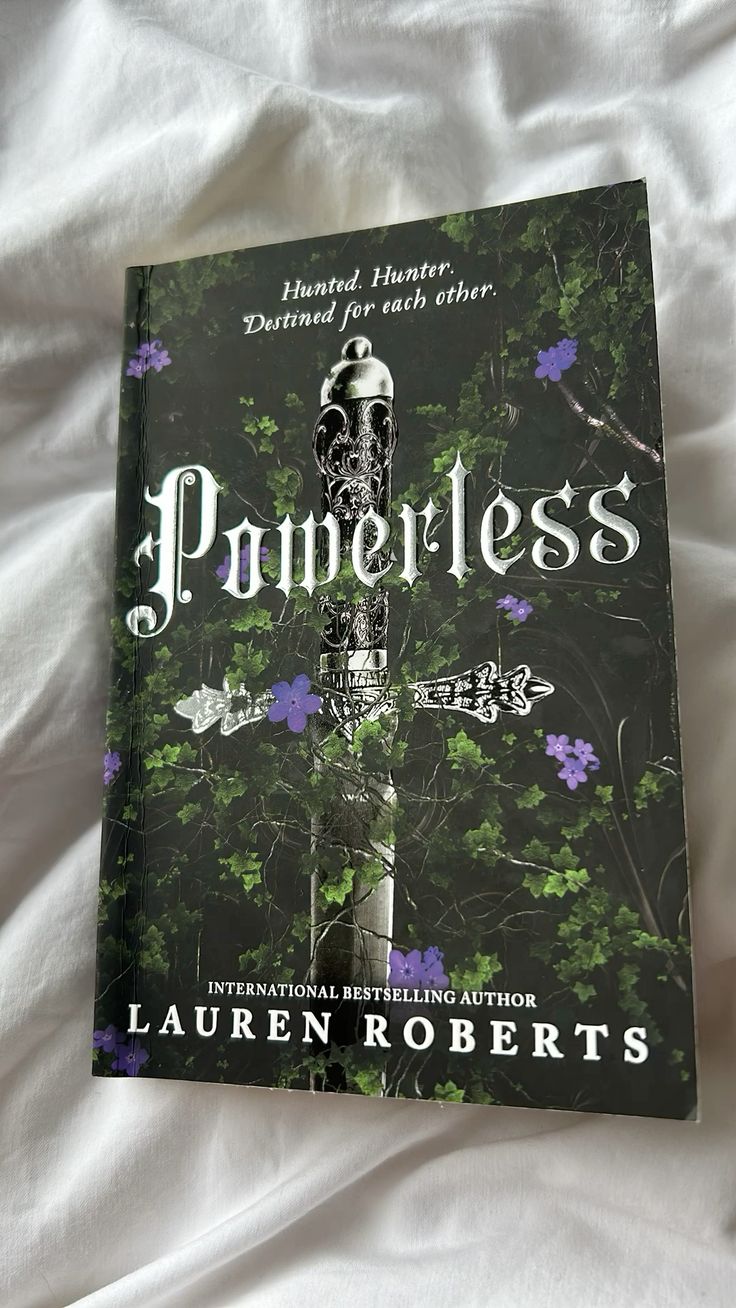 Hunted. Hunter.
Destined for each other.
Powerless
INTERNATIONAL BESTSELLING AUTHOR
LAUREN ROBERTS